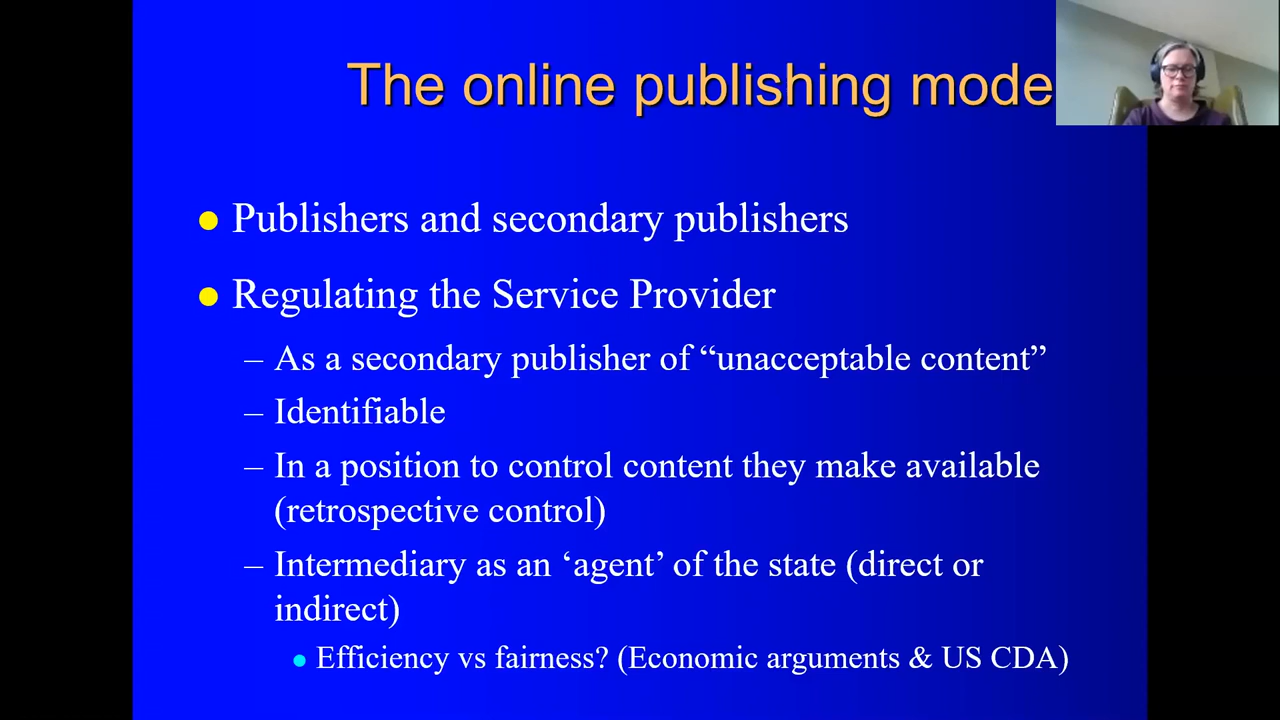 The online publishing mode
● Publishers and secondary publishers
● Regulating the Service Provider
– As a secondary publisher of “unacceptable content”
– Identifiable
– In a position to control content they make available
(retrospective control)
– Intermediary as an ‘agent’ of the state (direct or
indirect)
● Efficiency vs fairness? (Economic arguments & US CDA)